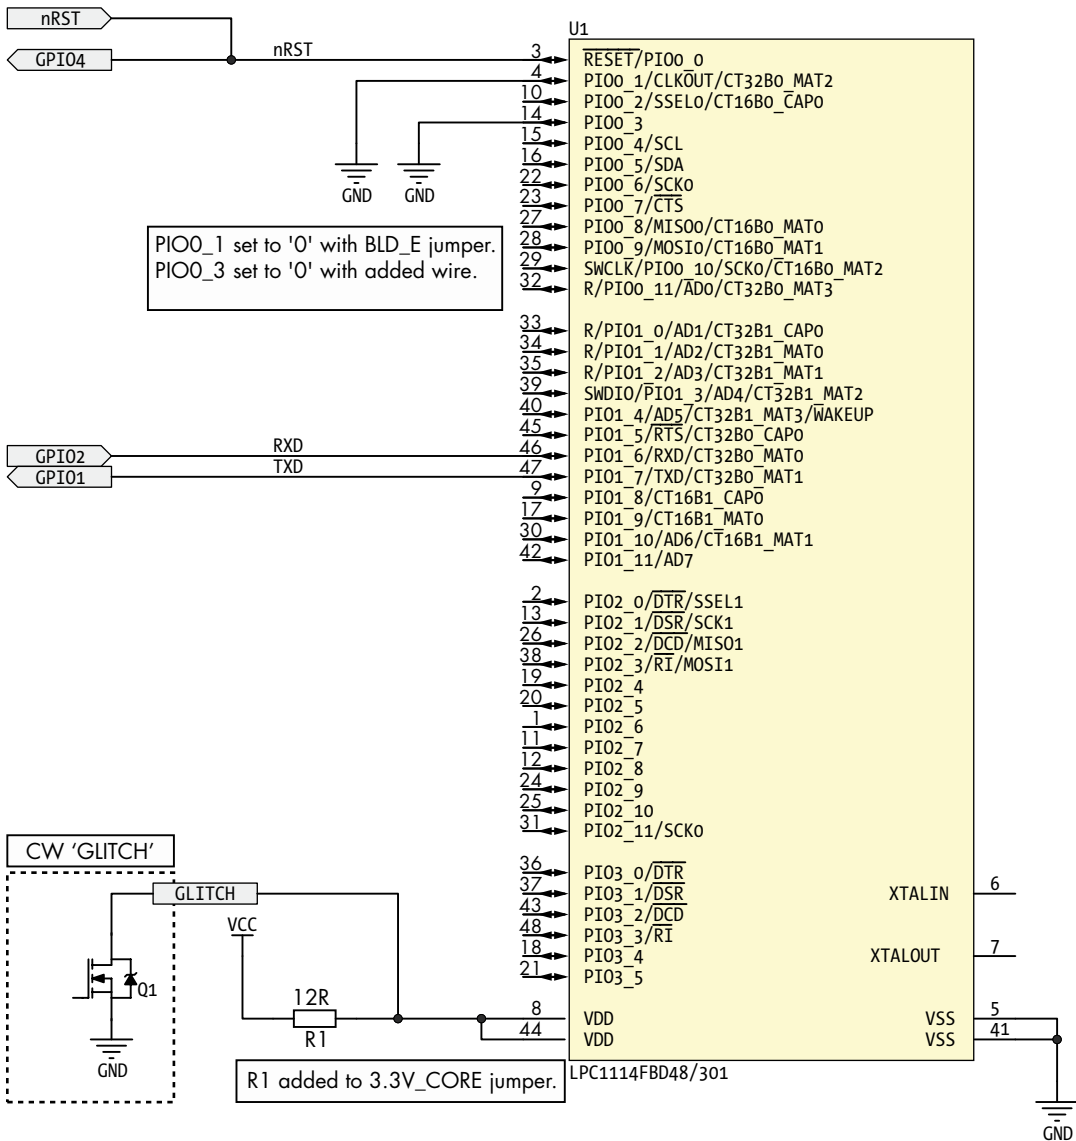 nRST
GPIO4
nRST
U1
3 RESET/PIO0_0
4 PIO0_1/CLKOUT/CT32B0_MAT2
10 PIO0_2/SSEL0/CT16B0_CAP0
14 PIO0_3
15 PIO0_4/SCL
16 PIO0_5/SDA
22 PIO0_6/SCK0
23 PIO0_7/CTS
27 PIO0_8/MISO0/CT16B0_MAT0
28 PIO0_9/MOSI0/CT16B0_MAT1
29 SWCLK/PIO0_10/SCK0/CT16B0_MAT2
32 R/PIO0_11/AD0/CT32B0_MAT3
GND
GND
PIO0_1 set to '0' with BLD_E jumper.
PIO0_3 set to '0' with added wire.
33 R/PIO1_0/AD1/CT32B1_CAP0
34 R/PIO1_1/AD2/CT32B1_MAT0
35 R/PIO1_2/AD3/CT32B1_MAT1
39 SWDIO/PIO1_3/AD4/CT32B1_MAT2
40 PIO1_4/AD5/CT32B1_MAT3/WAKEUP
45 PIO1_5/RTS/CT32B0_CAP0
GPIO2 RXD 46 PIO1_6/RXD/CT32B0_MAT0
GPIO1 TXD 47 PIO1_7/TXD/CT32B0_MAT1
9 PIO1_8/CT16B1_CAP0
17 PIO1_9/CT16B1_MAT0
30 PIO1_10/AD6/CT16B1_MAT1
42 PIO1_11/AD7
2 PIO2_0/DTR/SSEL1
13 PIO2_1/DSR/SCK1
26 PIO2_2/DCD/MISO1
38 PIO2_3/RI/MOSI1
19 PIO2_4
20 PIO2_5
1 PIO2_6
11 PIO2_7
12 PIO2_8
24 PIO2_9
25 PIO2_10
31 PIO2_11/SCK0
36 PIO3_0/DTR
37 PIO3_1/DSR
43 PIO3_2/DCD
48 PIO3_3/RI
18 PIO3_4
21 PIO3_5
XTALIN 6
XTALOUT 7
CW ‘GLITCH’
GLITCH
VCC
Q1
GND
12R
R1
8 VDD
44 VDD
VSS 5
VSS 41
R1 added to 3.3V_CORE jumper.
LPC1114FBD48/301
GND